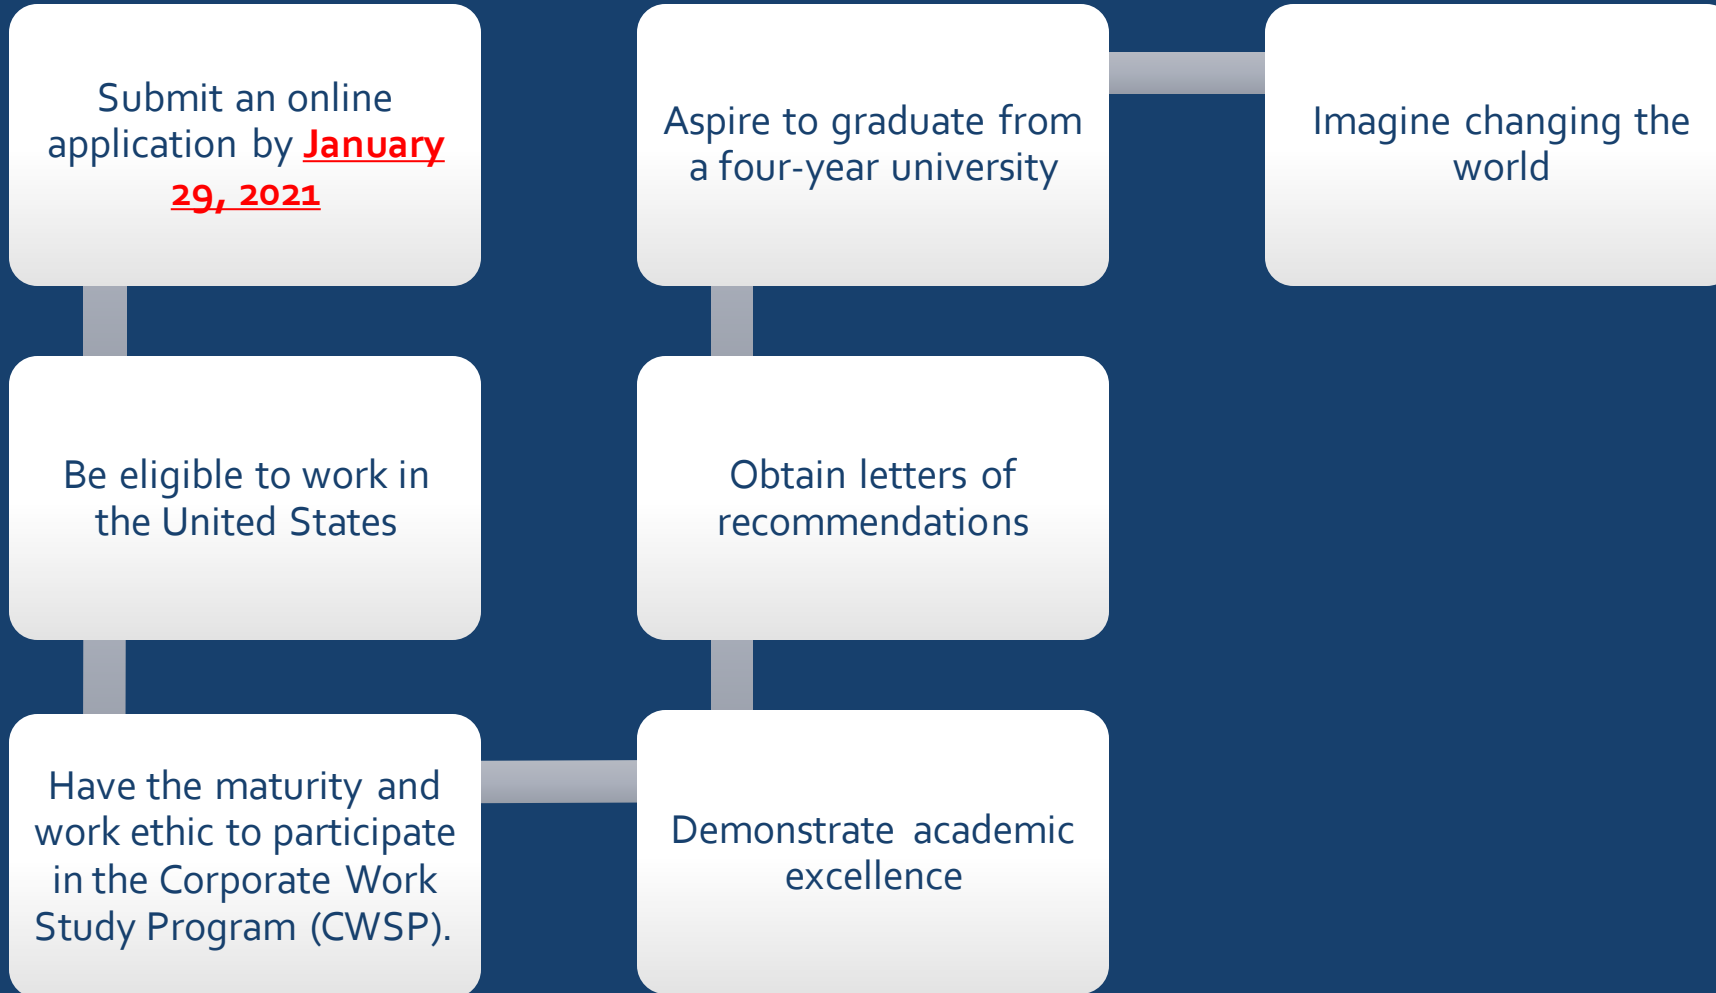 Submit an online
application by January
29, 2021
Be eligible to work in
the United States
Have the maturity and
work ethic to participate
in the Corporate Work
Study Program (CWSP).
Demonstrate academic
excellence
Obtain letters of
recommendations
Aspire to graduate from
a four-year university
Imagine changing the
world